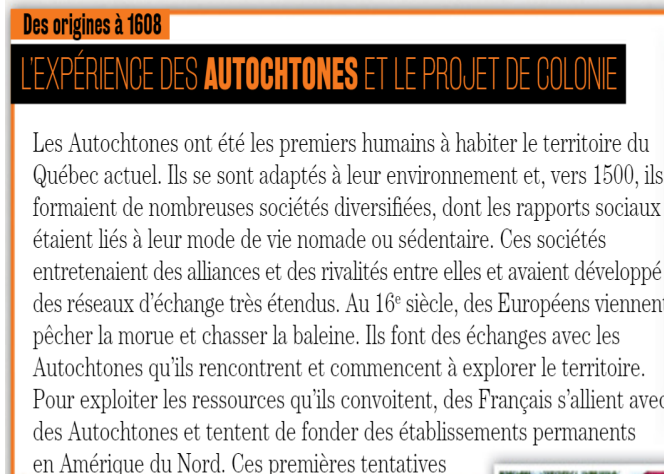 Des origines à 1608
L'EXPÉRIENCE DES AUTOCHTONES ET LE PROJET DE COLONIE
Les Autochtones ont été les premiers humains à habiter le territoire du
Québec actuel. Ils se sont adaptés à leur environnement et, vers 1500, ils
formaient de nombreuses sociétés diversifiées, dont les rapports sociaux
étaient liés à leur mode de vie nomade ou sédentaire. Ces sociétés
entretenaient des alliances et des rivalités entre elles et avaient développé
des réseaux d'échange très étendus. Au 16e siècle, des Européens viennent
pêcher la morue et chasser la baleine. Ils font des échanges avec les
Autochtones qu'ils rencontrent et commencent à explorer le territoire.
Pour exploiter les ressources qu'ils convoitent, des Français s'allient avec
des Autochtones et tentent de fonder des établissements permanents
en Amérique du Nord. Ces premières tentatives